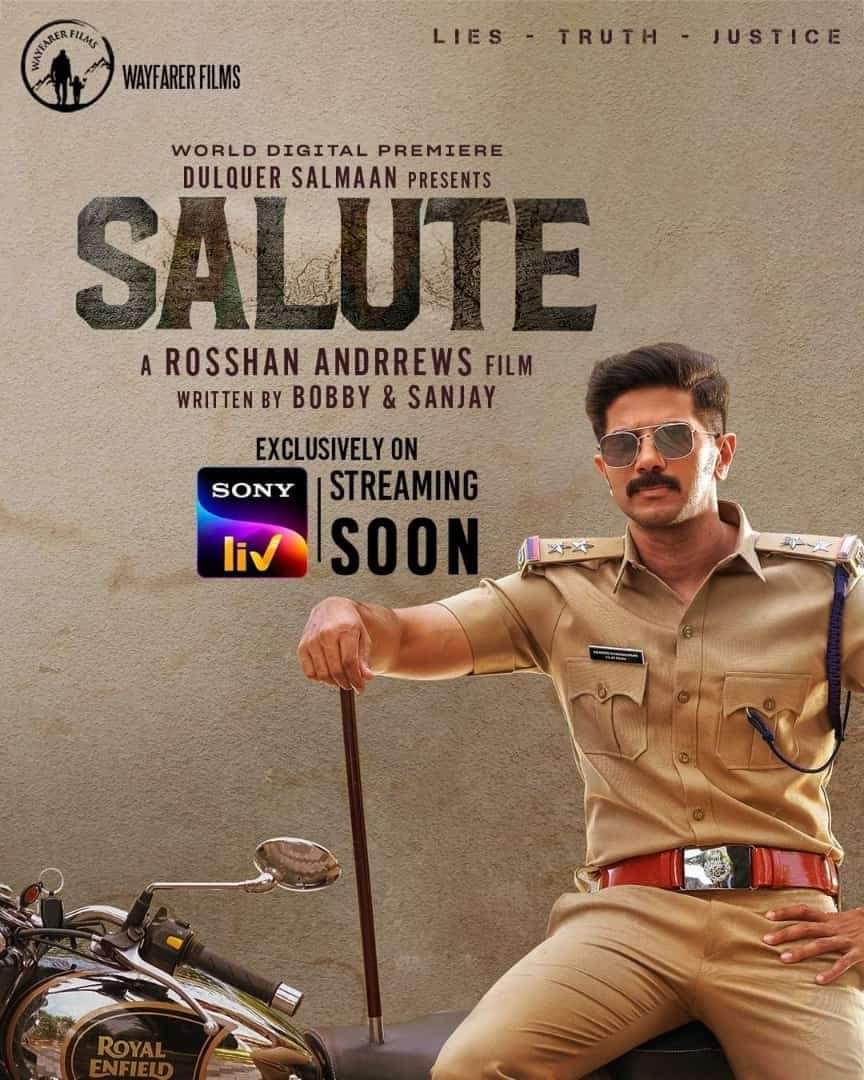 WAYFARER FILMS
WAYFARER FILMS
LIES - TRUTH - JUSTICE
WORLD DIGITAL PREMIERE
DULQUER SALMAAN PRESENTS
SALUTE
A ROSSHAN ANDRREWS FILM
WRITTEN BY BOBBY & SANJAY
EXCLUSIVELY ON
SONY
liv
STREAMING
SOON
ROYAL
ENFIELD